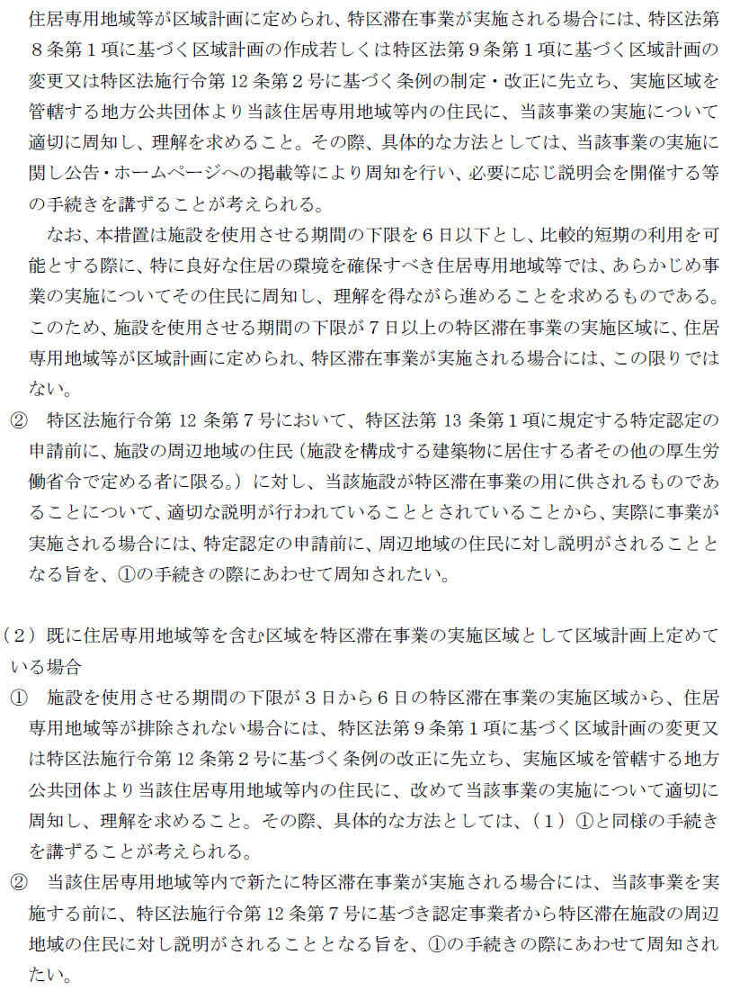 住居専用地域等が区域計画に定められ、特区滞在事業が実施される場合には、特区法第
８条第１項に基づく区域計画の作成若しくは特区法第９条第１項に基づく区域計画の
変更又は特区法施行令第 12 条第２号に基づく条例の制定・改正に先立ち、実施区域を
管轄する地方公共団体より当該住居専用地域等内の住民に、当該事業の実施について
適切に周知し、理解を求めること。その際、具体的な方法としては、当該事業の実施に
関し公告・ホームページへの掲載等により周知を行い、必要に応じ説明会を開催する等
の手続きを講ずることが考えられる。
なお、本措置は施設を使用させる期間の下限を６日以下とし、比較的短期の利用を可
能とする際に、特に良好な住居の環境を確保すべき住居専用地域等では、あらかじめ事
業の実施についてその住民に周知し、理解を得ながら進めることを求めるものである。
このため、施設を使用させる期間の下限が７日以上の特区滞在事業の実施区域に、住居
専用地域等が区域計画に定められ、特区滞在事業が実施される場合には、この限りでは
ない。
② 特区法施行令第 12 条第７号において、特区法第 13 条第１項に規定する特定認定の
申請前に、施設の周辺地域の住民（施設を構成する建築物に居住する者その他の厚生労
働省令で定める者に限る。）に対し、当該施設が特区滞在事業の用に供されるものであ
ることについて、適切な説明が行われていることとされていることから、実際に事業が
実施される場合には、特定認定の申請前に、周辺地域の住民に対し説明がされることと
なる旨を、①の手続きの際にあわせて周知されたい。
（２）既に住居専用地域等を含む区域を特区滞在事業の実施区域として区域計画上定めて
いる場合
① 施設を使用させる期間の下限が３日から６日の特区滞在事業の実施区域から、住居
専用地域等が排除されない場合には、特区法第９条第１項に基づく区域計画の変更又
は特区法施行令第 12 条第２号に基づく条例の改正に先立ち、実施区域を管轄する地方
公共団体より当該住居専用地域等内の住民に、改めて当該事業の実施について適切に
周知し、理解を求めること。その際、具体的な方法としては、（１）①と同様の手続き
を講ずることが考えられる。
② 当該住居専用地域等内で新たに特区滞在事業が実施される場合には、当該事業を実
施する前に、特区法施行令第 12 条第７号に基づき認定事業者から特区滞在施設の周辺
地域の住民に対し説明がされることとなる旨を、①の手続きの際にあわせて周知され
たい。